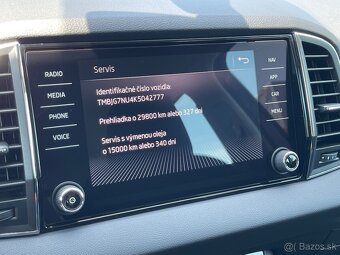 Servis
RADIO
MEDIA
PHONE
VOICE
NAV
APP
CAR
MENU
Identifikačné číslo vozidla:
TMBJG7NU4K5042777
Prehliadka o 29800 km alebo 327 dní
Servis s výmenou oleja
o 15000 km alebo 340 dní
Bazoš.sk